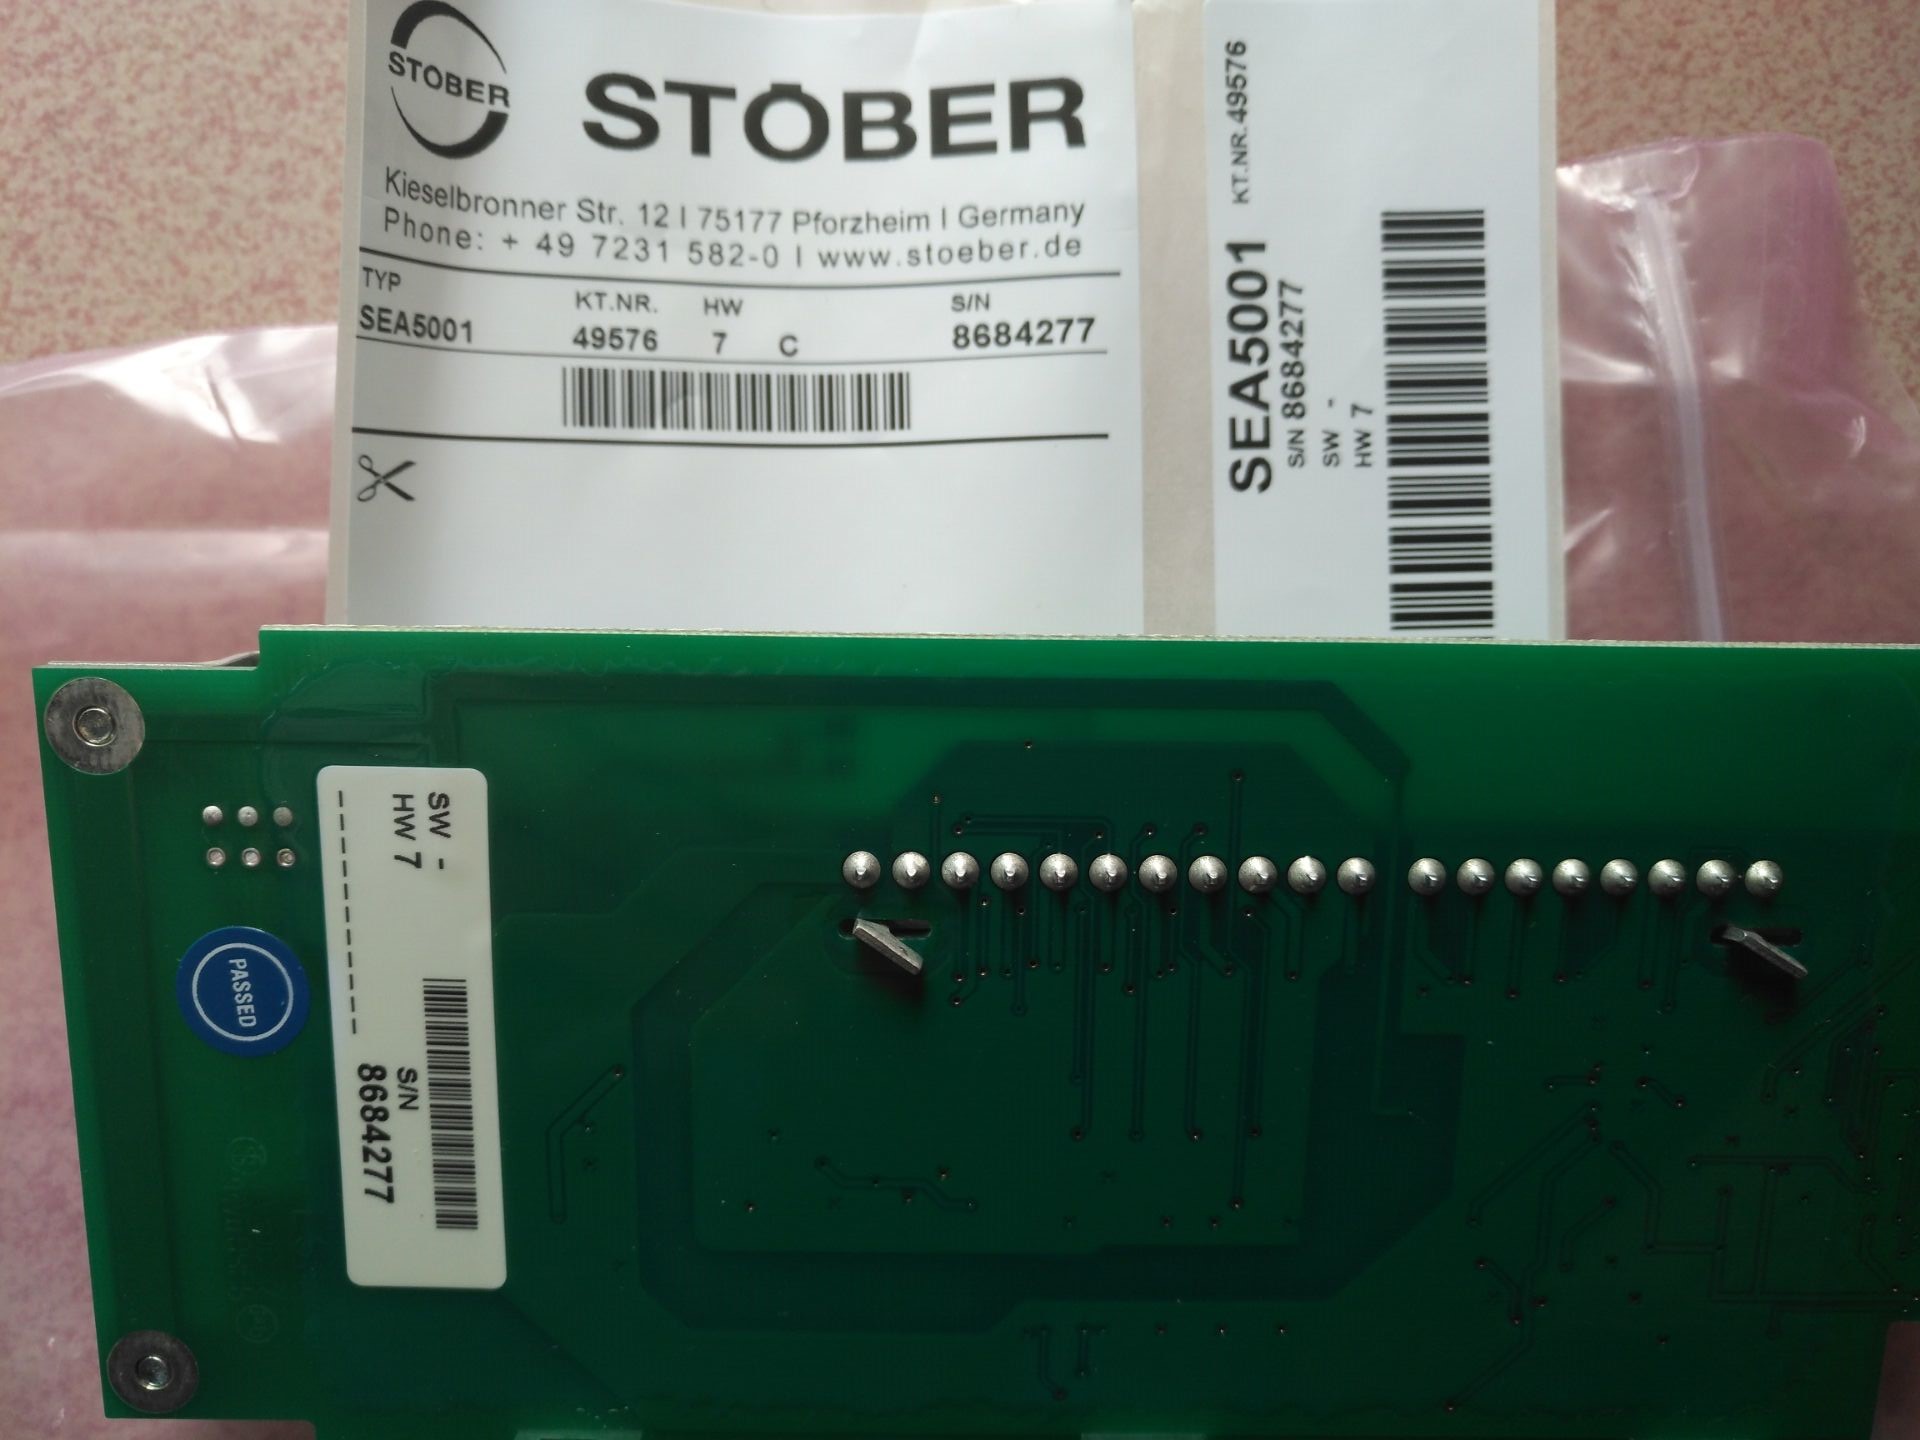 STÖBER
STÖBER
Kieselbronner Str. 12 | 75177 Pforzheim | Germany
Phone: + 49 7231 582-0 | www.stoeber.de
TYP KT.NR. HW S/N
SEA5001 49576 7 C 8684277
SEA5001 KT.NR.49576
S/N 8684277
SW -
HW 7
SW -
HW 7
S/N
8684277
PASSED